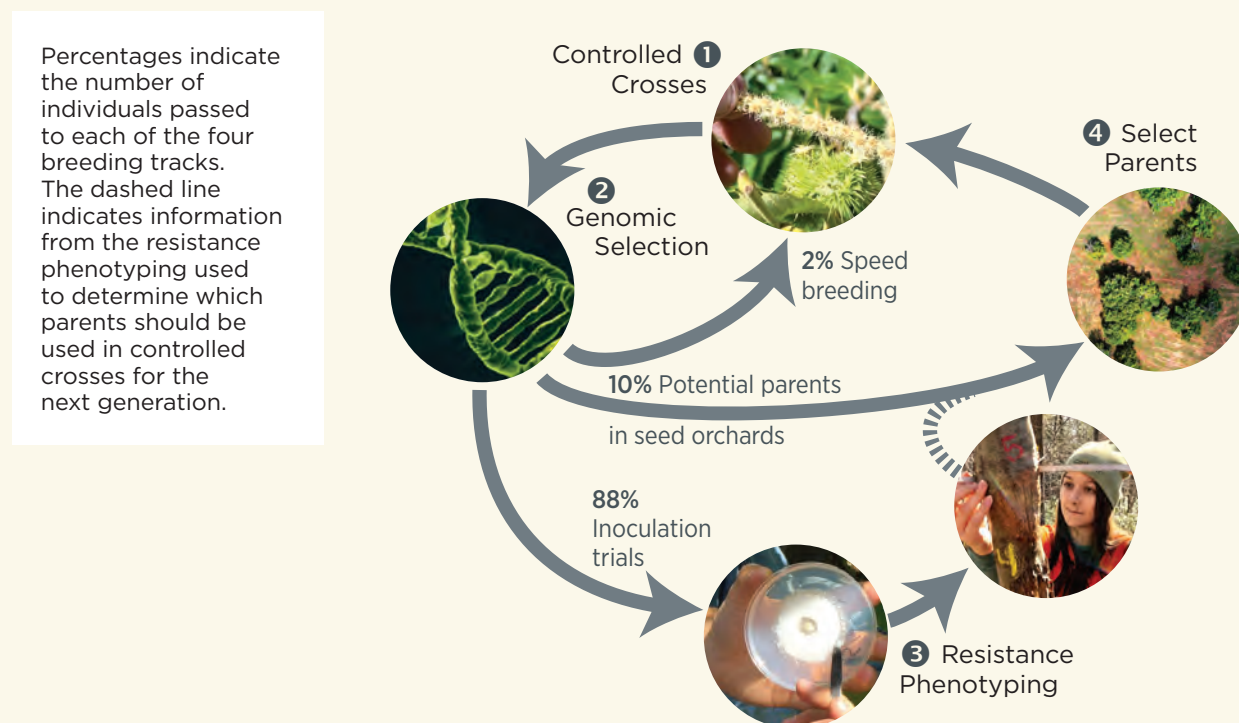 Percentages indicate
the number of
individuals passed
to each of the four
breeding tracks.
The dashed line
indicates information
from the resistance
phenotyping used
to determine which
parents should be
used in controlled
crosses for the
next generation.
Controlled 1
Crosses
2
Genomic
Selection
2% Speed
breeding
4 Select
Parents
10% Potential parents
in seed orchards
88%
Inoculation
trials
3 Resistance
Phenotyping